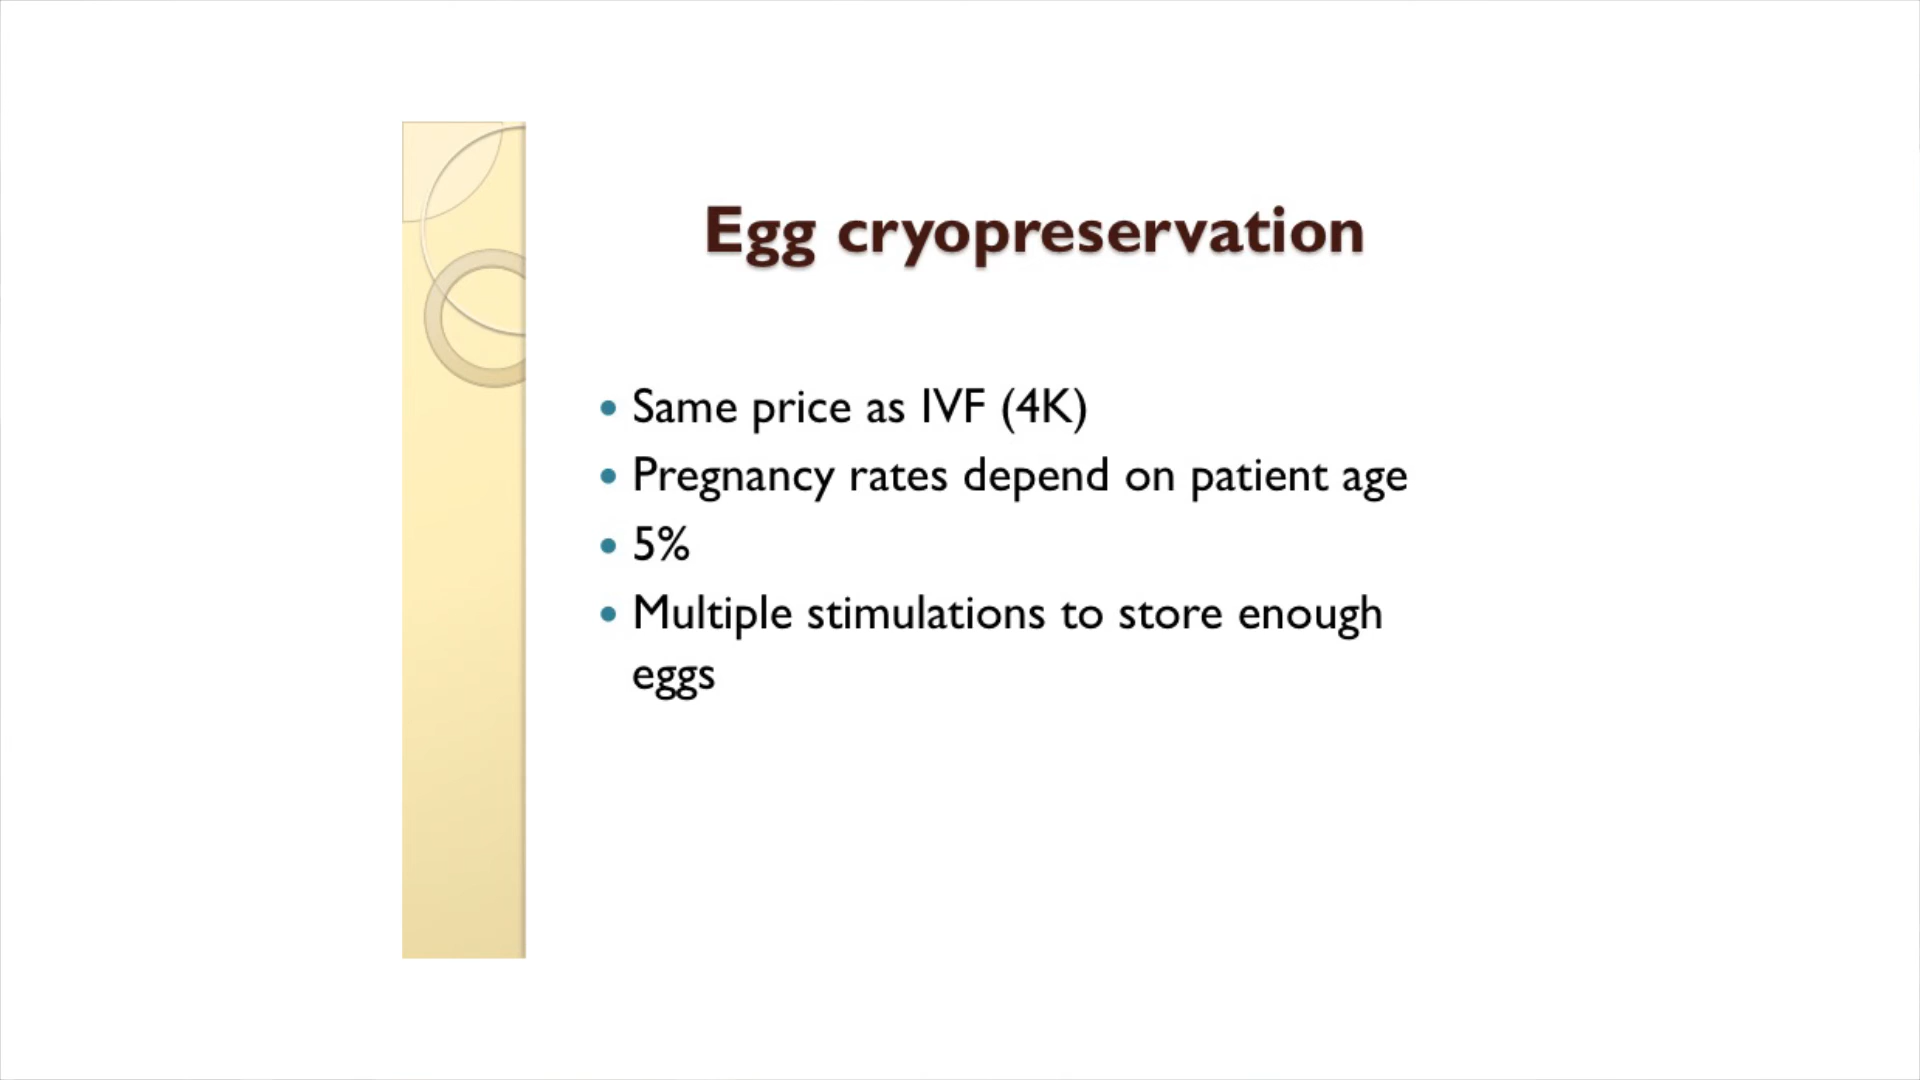 Egg cryopreservation
• Same price as IVF (4K)
• Pregnancy rates depend on patient age
• 5%
• Multiple stimulations to store enough
eggs